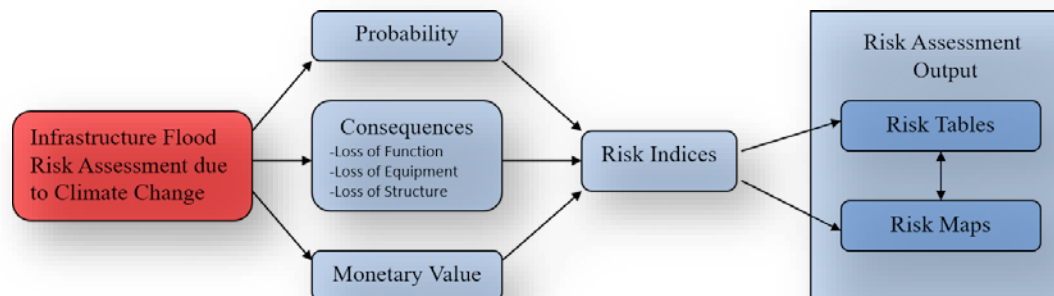 Infrastructure Flood
Risk Assessment due
to Climate Change
Probability
Consequences
-Loss of Function
-Loss of Equipment
-Loss of Structure
Monetary Value
Risk Indices
Risk Assessment
Output
Risk Tables
Risk Maps